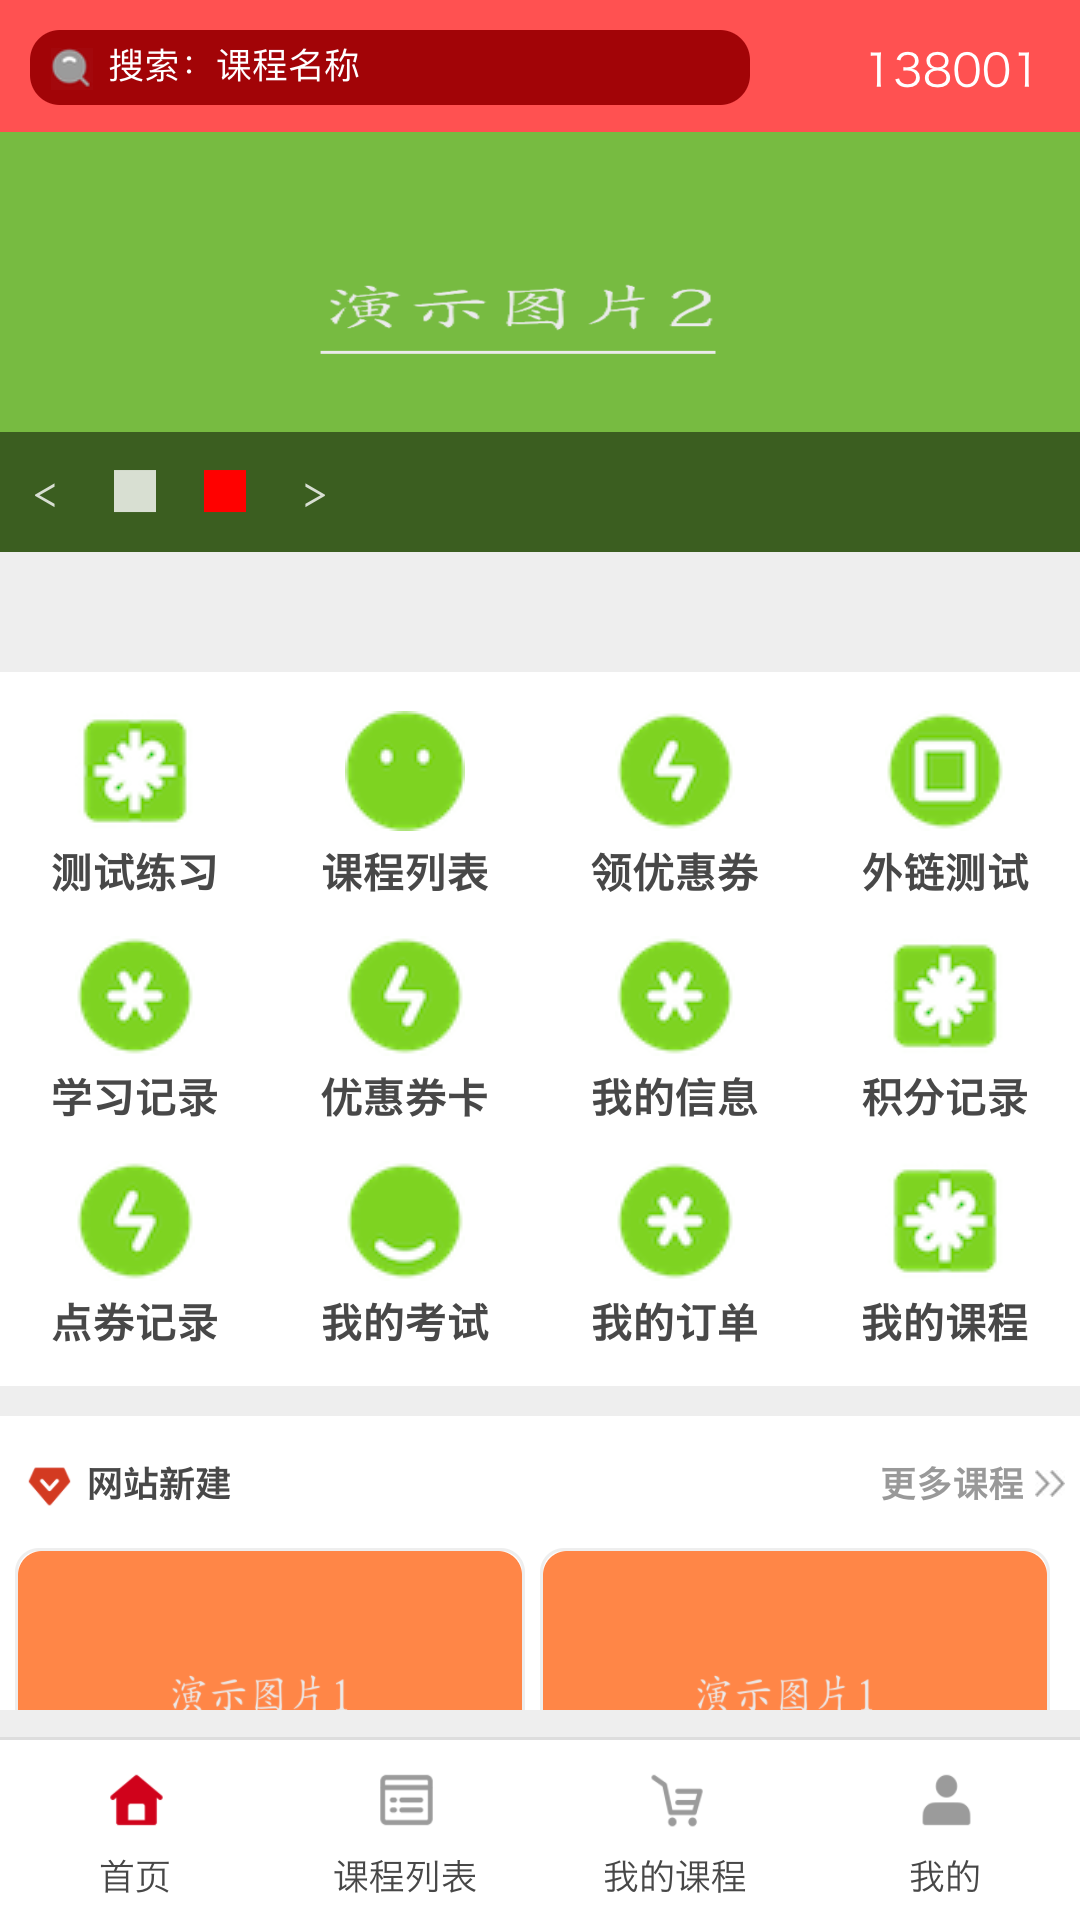 搜索：课程名称 138001
演示图片2
< >
测试练习 课程列表 领优惠券 外链测试
学习记录 优惠券卡 我的信息 积分记录
点券记录 我的考试 我的订单 我的课程
网站新建 更多课程
演示图片1 演示图片1
首页 课程列表 我的课程 我的